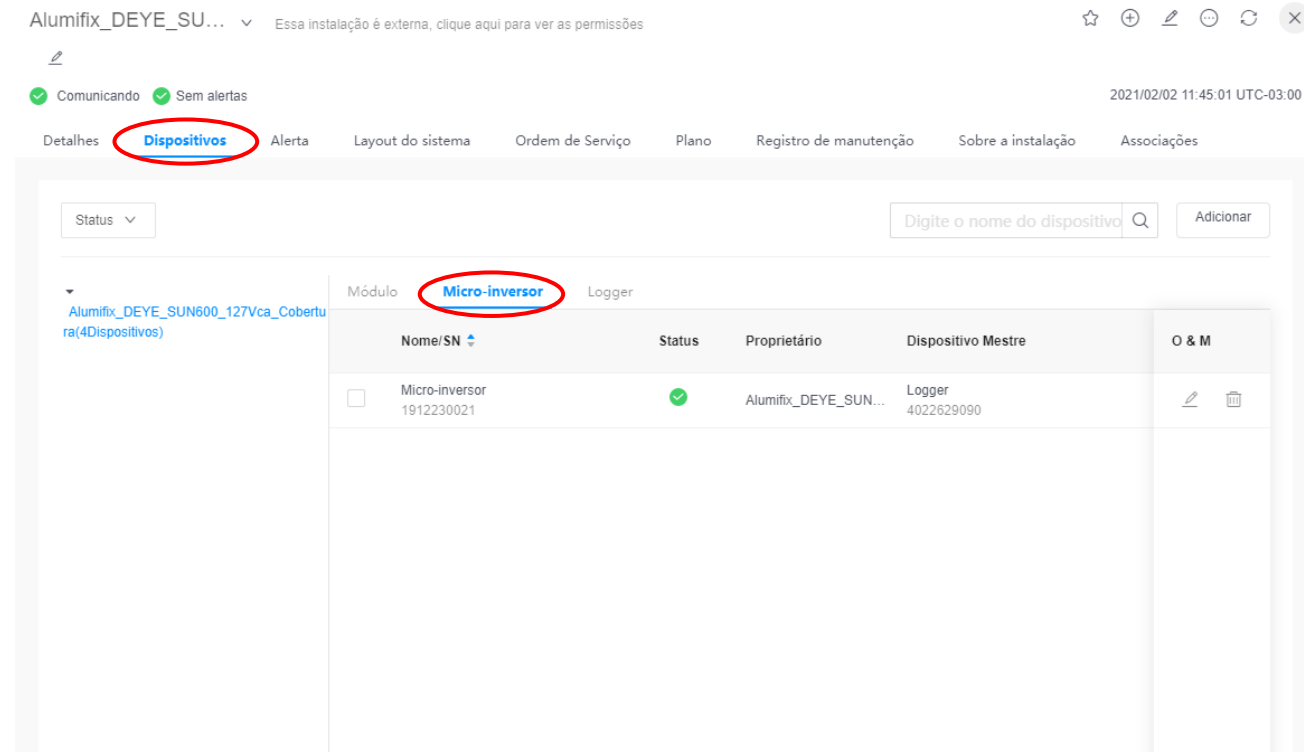 Alumifix_DEYE_SU...
Essa instalação é externa, clique aqui para ver as permissões
Comunicando
Sem alertas
2021/02/02 11:45:01 UTC-03:00
Detalhes
Dispositivos
Alerta
Layout do sistema
Ordem de Serviço
Plano
Registro de manutenção
Sobre a instalação
Associações
Status
Digite o nome do dispositivo
Adicionar
Alumifix_DEYE_SUN600_127Vca_Cobertu
ra(4Dispositivos)
Módulo
Micro-inversor
Logger
Nome/SN
Status
Proprietário
Dispositivo Mestre
O & M
Micro-inversor
1912230021
Alumifix_DEYE_SUN...
Logger
4022629090